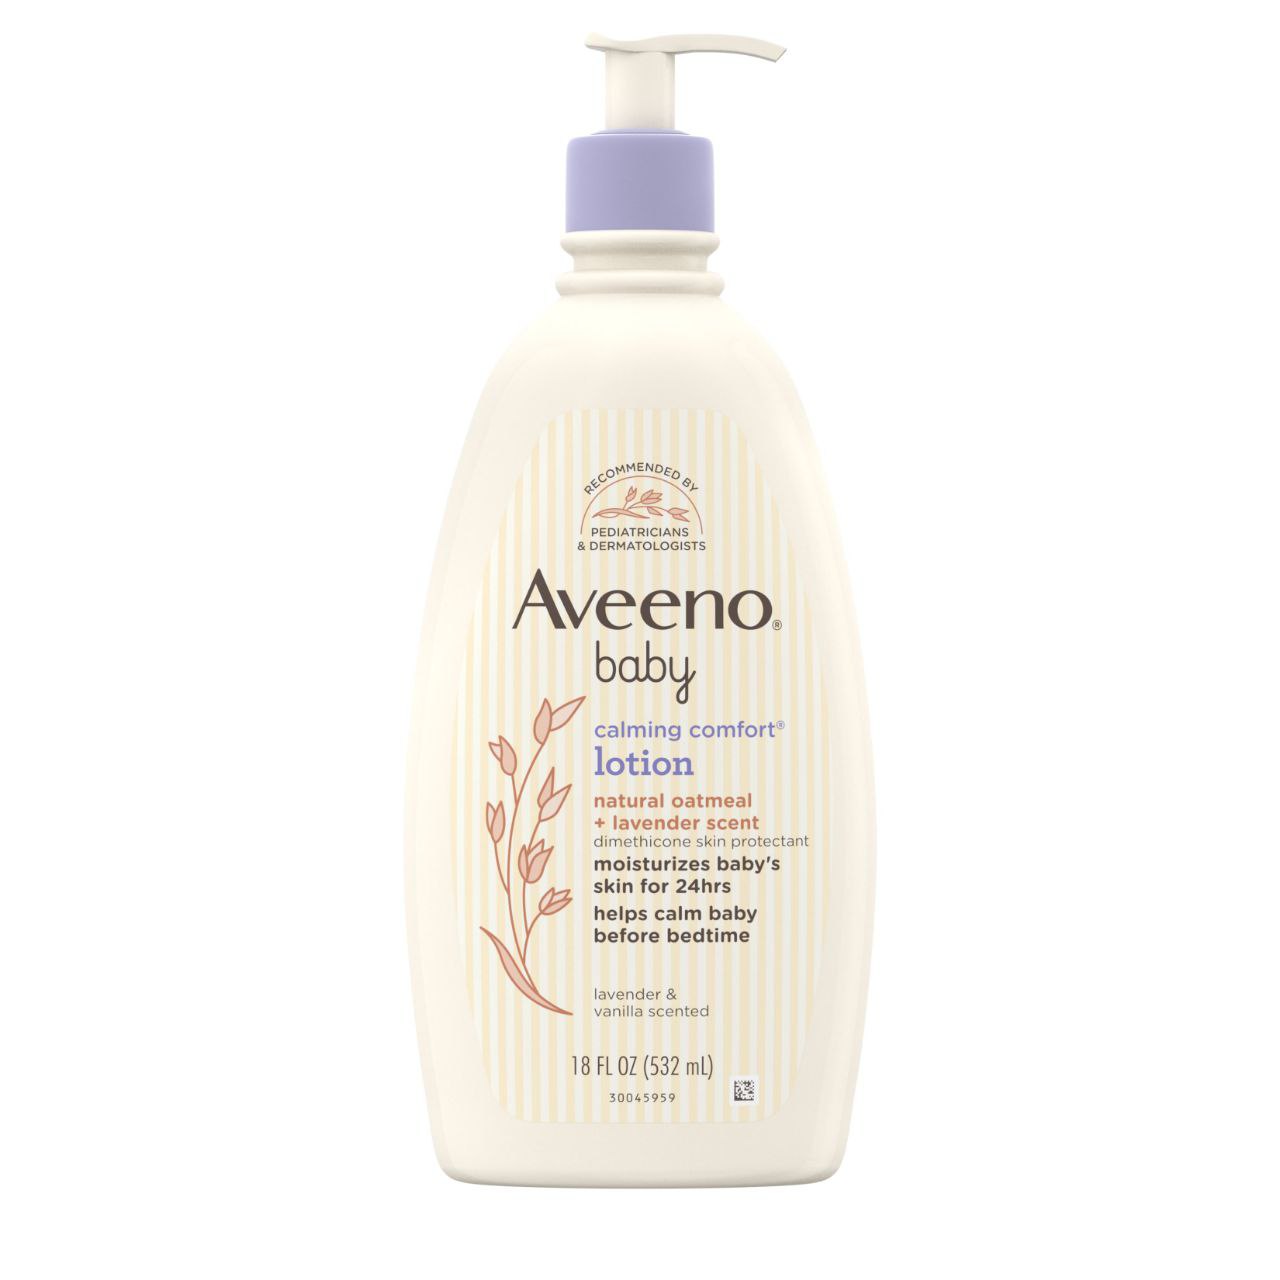 RECOMMENDED BY
PEDIATRICIANS
& DERMATOLOGISTS
Aveeno®
baby
calming comfort®
lotion
natural oatmeal
+ lavender scent
dimethicone skin protectant
moisturizes baby's
skin for 24hrs
helps calm baby
before bedtime
lavender &
vanilla scented
18 FL OZ (532 mL)
30045959